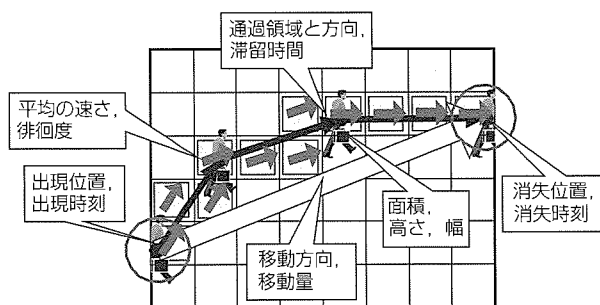 通過領域と方向,
滞留時間
平均の速さ,
徘徊度
出現位置,
出現時刻
面積,
高さ, 幅
消失位置,
消失時刻
移動方向,
移動量